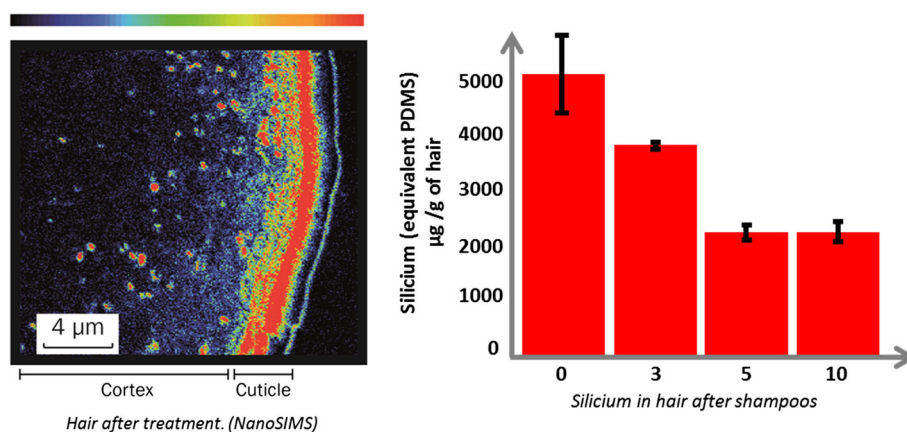 4 µm
Cortex
Cuticle
Hair after treatment. (NanoSIMS)
Silicium (equivalent PDMS)
µg /g of hair
5000
4000
3000
2000
1000
0
0 3 5 10
Silicium in hair after shampoos